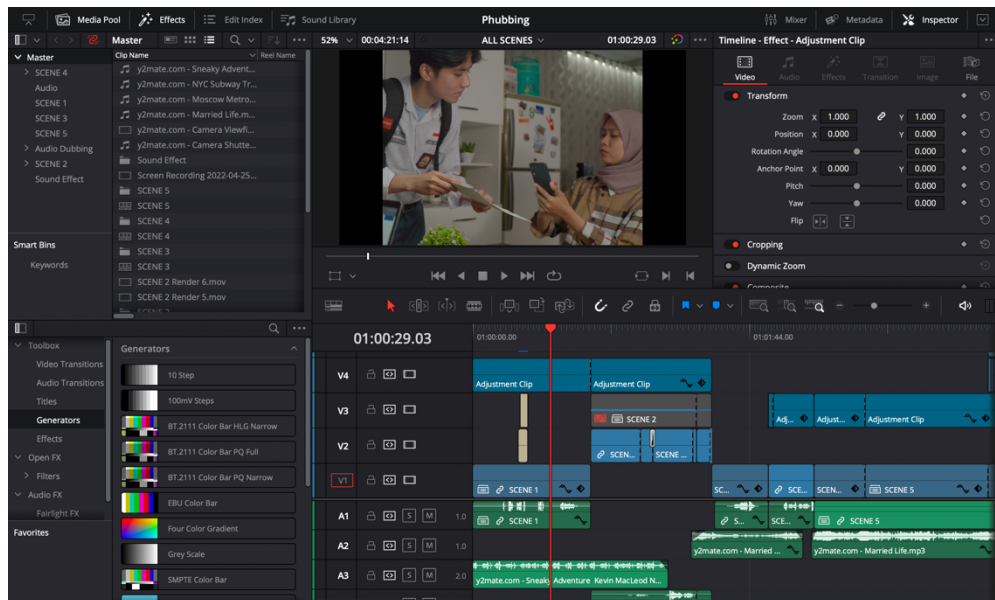 Media Pool Effects Edit Index Sound Library Phubbing Mixer Metadata Inspector
Master 52% 00:04:21:14 ALL SCENES 01:00:29.03 Timeline - Effect - Adjustment Clip
Master
SCENE 4
Audio
SCENE 1
SCENE 3
SCENE 5
Audio Dubbing
SCENE 2
Sound Effect
Smart Bins
Keywords
Clip Name Reel Name
y2mate.com - Sneaky Advent...
y2mate.com - NYC Subway Tr...
y2mate.com - Moscow Metro...
y2mate.com - Married Life.m...
y2mate.com - Camera Viewfi...
y2mate.com - Camera Shutte...
Sound Effect
Screen Recording 2022-04-25...
SCENE 5
SCENE 5
SCENE 4
SCENE 4
SCENE 3
SCENE 3
SCENE 2 Render 6.mov
SCENE 2 Render 5.mov
Video Audio Effects Transition Image File
Transform
Zoom X 1.000 Y 1.000
Position X 0.000 Y 0.000
Rotation Angle 0.000
Anchor Point X 0.000 Y 0.000
Pitch 0.000
Yaw 0.000
Flip
Cropping
Dynamic Zoom
Composite
Toolbox
Video Transitions
Audio Transitions
Titles
Generators
Effects
Open FX
Filters
Audio FX
Fairlight FX
Favorites
Generators
10 Step
100mV Steps
BT.2111 Color Bar HLG Narrow
BT.2111 Color Bar PQ Full
BT.2111 Color Bar PQ Narrow
EBU Color Bar
Four Color Gradient
Grey Scale
SMPTE Color Bar
01:00:29.03 01:00:00.00 01:01:44.00
V4 Adjustment Clip Adjustment Clip
V3 SCENE 2 Adj... Adjust... Adjustment Clip
V2 SCEN... SCENE ...
V1 SCENE 1 SC... SCE... SCEN... SCENE 5
A1 S M 1.0 SCENE 1 S... SCE... SCENE 5
A2 S M 1.0 y2mate.com - Married ... y2mate.com - Married Life.mp3
A3 S M 2.0 y2mate.com - Sneaky Adventure Kevin MacLeod N...